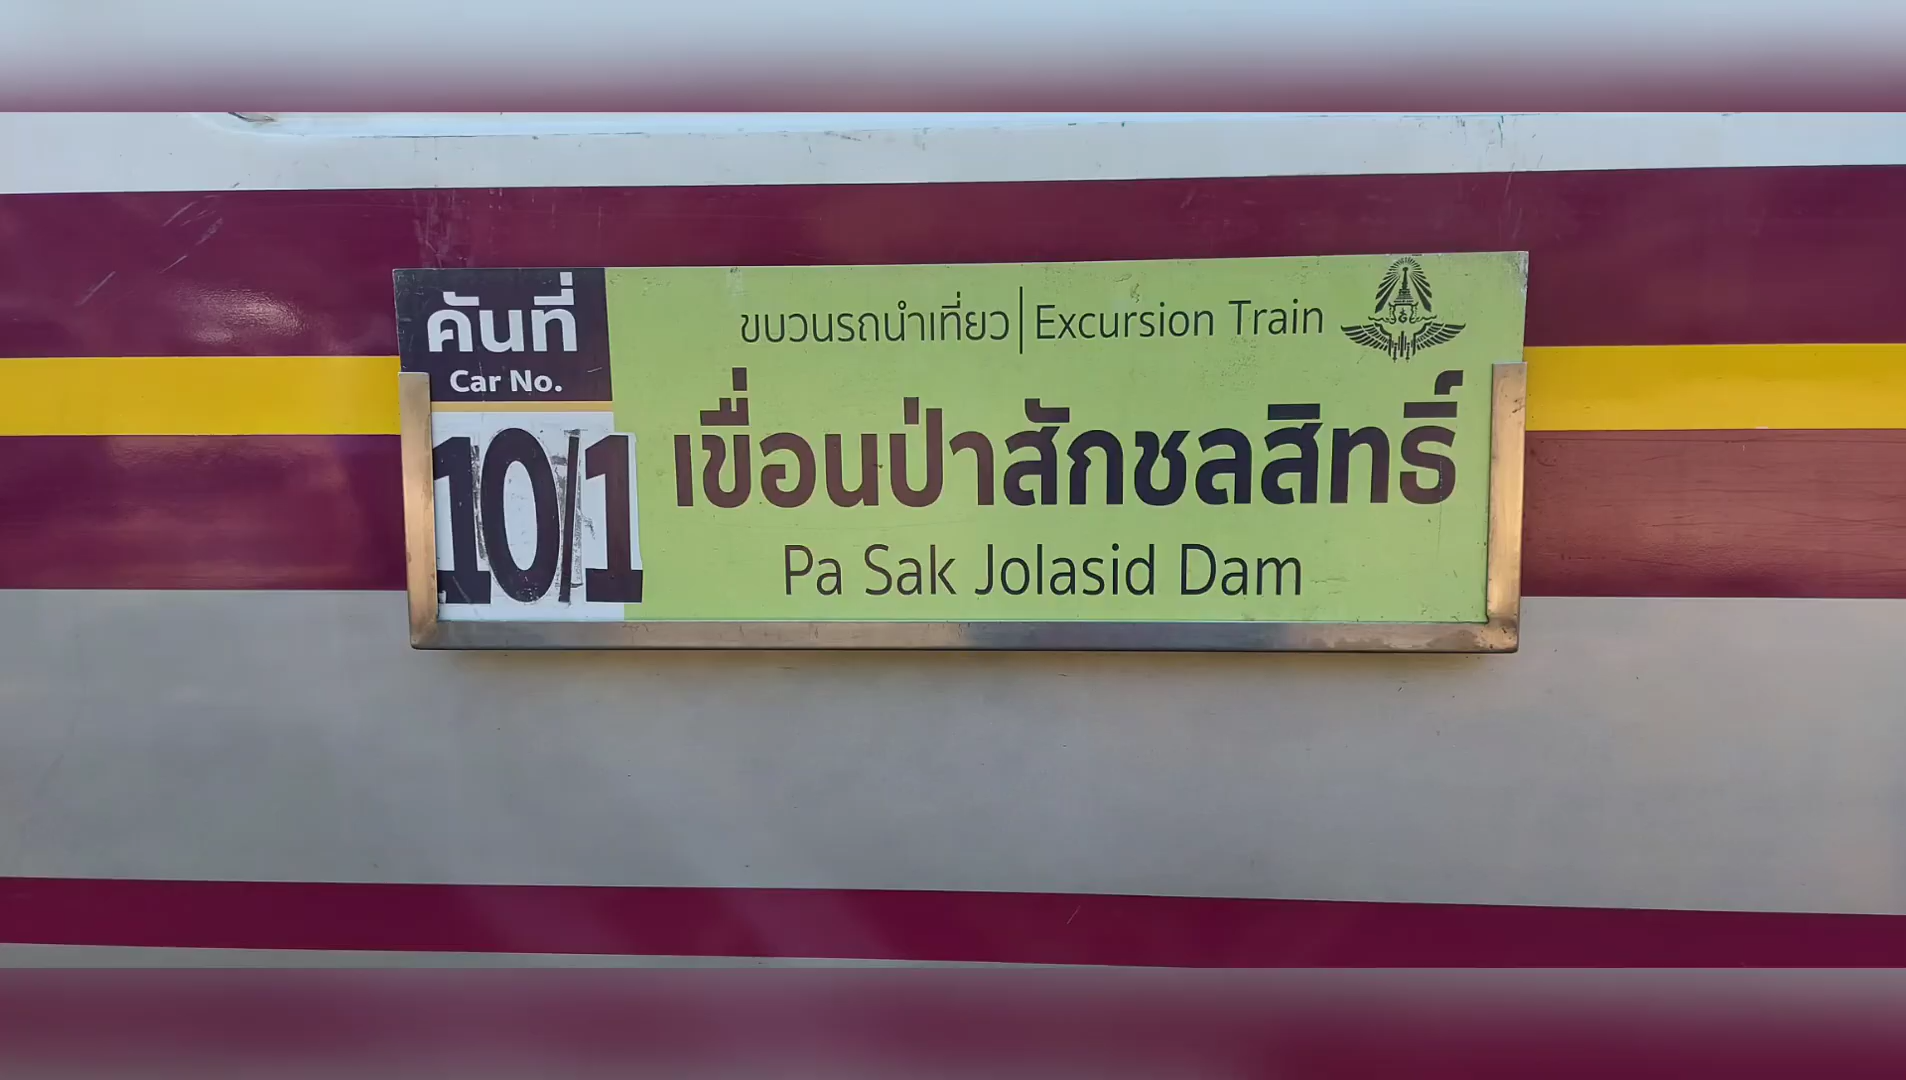 คันที่
Car No.
10/1
ขบวนรถนำเที่ยว|Excursion Train
เขื่อนป่าสักชลสิทธิ์
Pa Sak Jolasid Dam